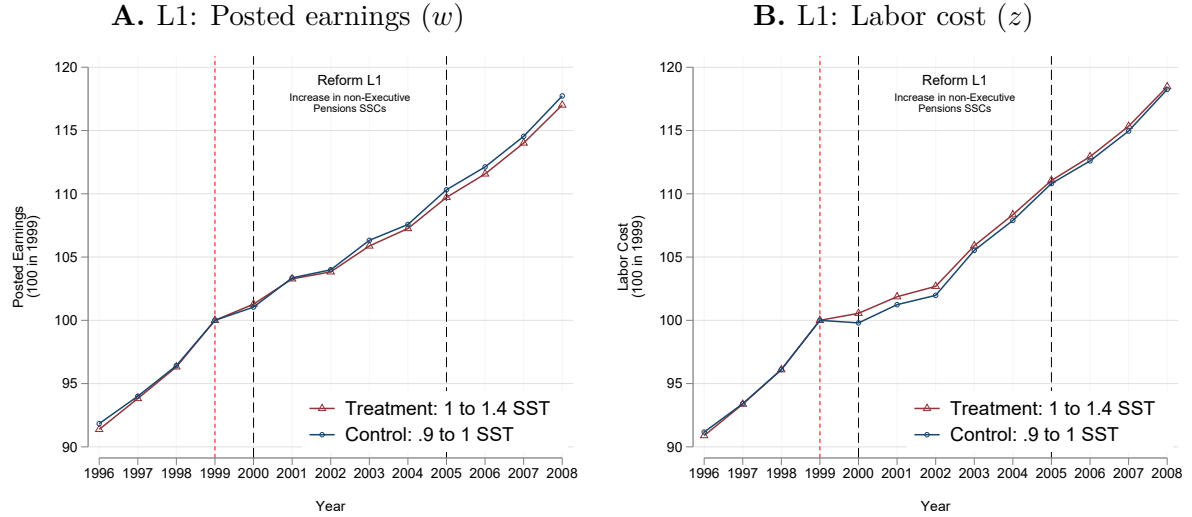 A. L1: Posted earnings (w)
120
115
110
105
100
95
90
Posted Earnings
(100 in 1999)
Reform L1
Increase in non-Executive
Pensions SSCs
Treatment: 1 to 1.4 SST
Control: .9 to 1 SST
1996 1997 1998 1999 2000 2001 2002 2003 2004 2005 2006 2007 2008
Year
B. L1: Labor cost (z)
120
115
110
105
100
95
90
Labor Cost
(100 in 1999)
Reform L1
Increase in non-Executive
Pensions SSCs
Treatment: 1 to 1.4 SST
Control: .9 to 1 SST
1996 1997 1998 1999 2000 2001 2002 2003 2004 2005 2006 2007 2008
Year